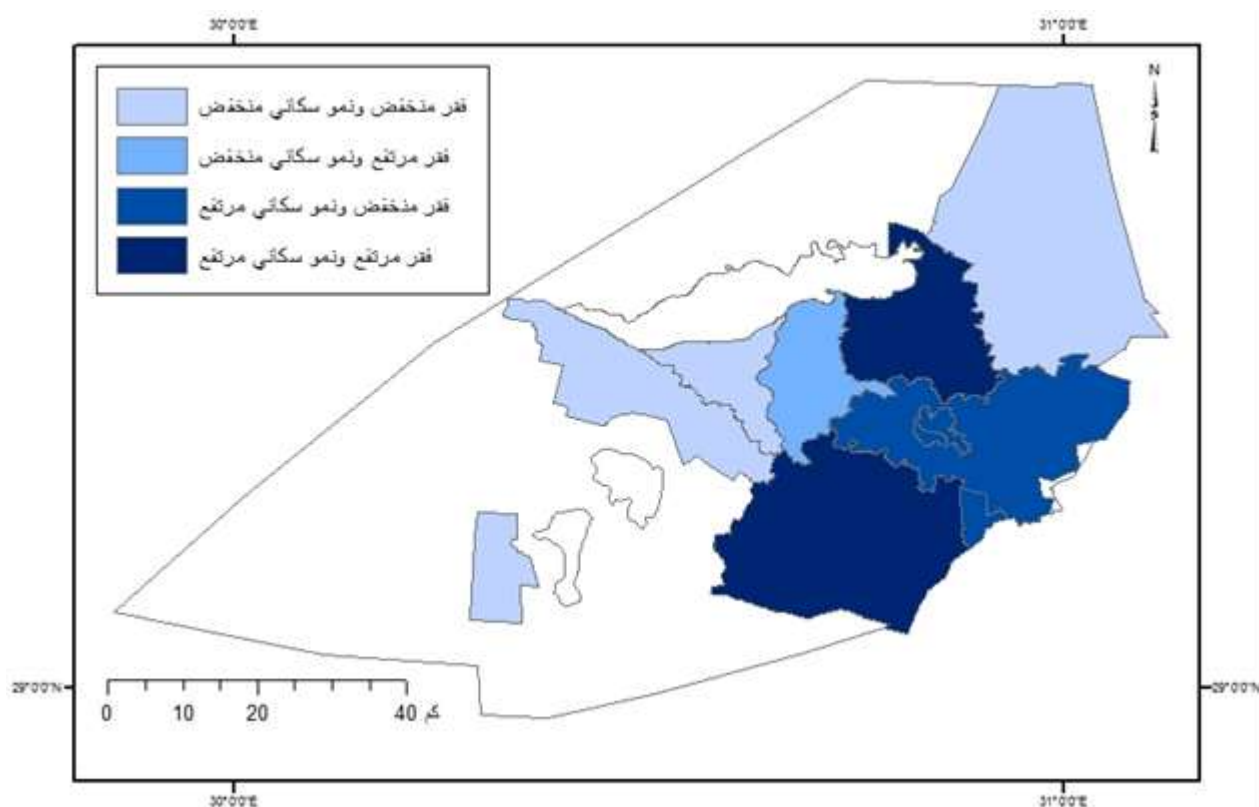 30°0'0"E 31°0'0"E
N
فقر منخفض ونمو سكاني منخفض
فقر مرتفع ونمو سكاني منخفض
فقر منخفض ونمو سكاني مرتفع
فقر مرتفع ونمو سكاني مرتفع
29°0'0"N 29°0'0"N
0 10 20 40 كم
30°0'0"E 31°0'0"E